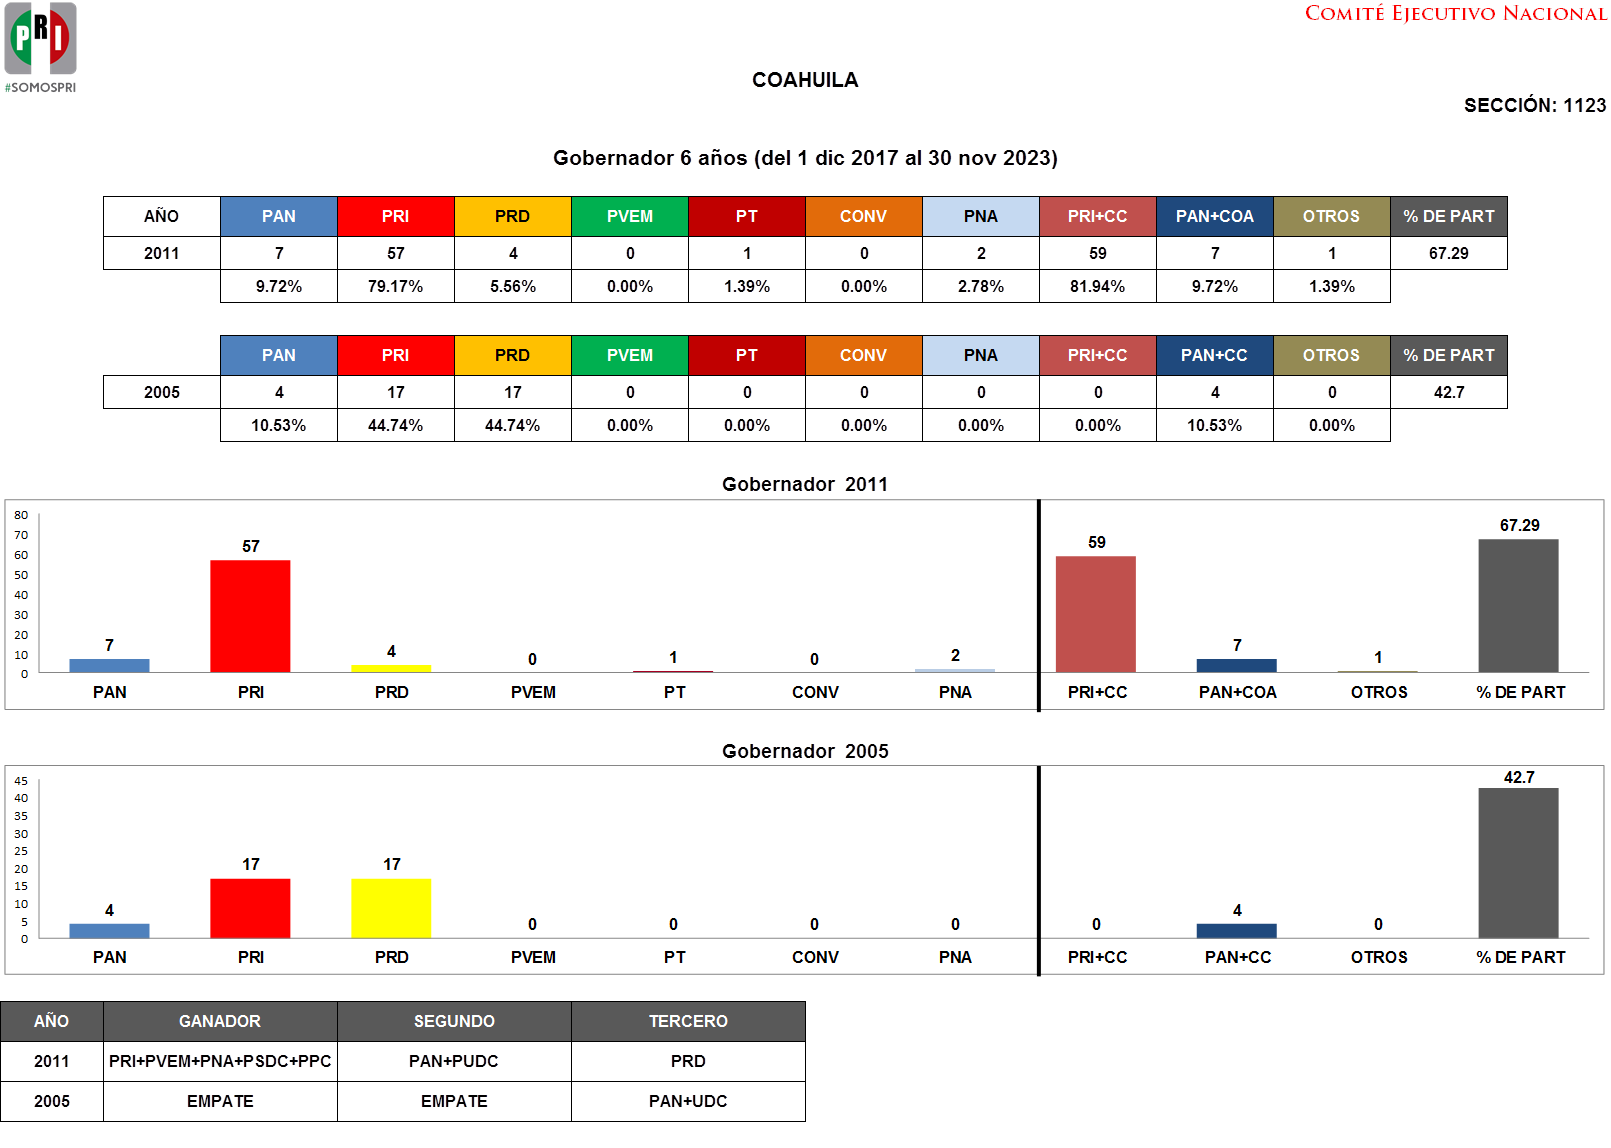 PRI
#SOMOSPRI
COMITÉ EJECUTIVO NACIONAL
COAHUILA
SECCIÓN: 1123
Gobernador 6 años (del 1 dic 2017 al 30 nov 2023)
AÑO PAN PRI PRD PVEM PT CONV PNA PRI+CC PAN+COA OTROS % DE PART
2011 7 57 4 0 1 0 2 59 7 1 67.29
9.72% 79.17% 5.56% 0.00% 1.39% 0.00% 2.78% 81.94% 9.72% 1.39%
PAN PRI PRD PVEM PT CONV PNA PRI+CC PAN+CC OTROS % DE PART
2005 4 17 17 0 0 0 0 0 4 0 42.7
10.53% 44.74% 44.74% 0.00% 0.00% 0.00% 0.00% 0.00% 10.53% 0.00%
Gobernador 2011
80
70
60
50
40
30
20
10
0
7 57 4 0 1 0 2 59 7 1 67.29
PAN PRI PRD PVEM PT CONV PNA PRI+CC PAN+COA OTROS % DE PART
Gobernador 2005
45
40
35
30
25
20
15
10
5
0
4 17 17 0 0 0 0 0 4 0 42.7
PAN PRI PRD PVEM PT CONV PNA PRI+CC PAN+CC OTROS % DE PART
AÑO GANADOR SEGUNDO TERCERO
2011 PRI+PVEM+PNA+PSDC+PPC PAN+PUDC PRD
2005 EMPATE EMPATE PAN+UDC